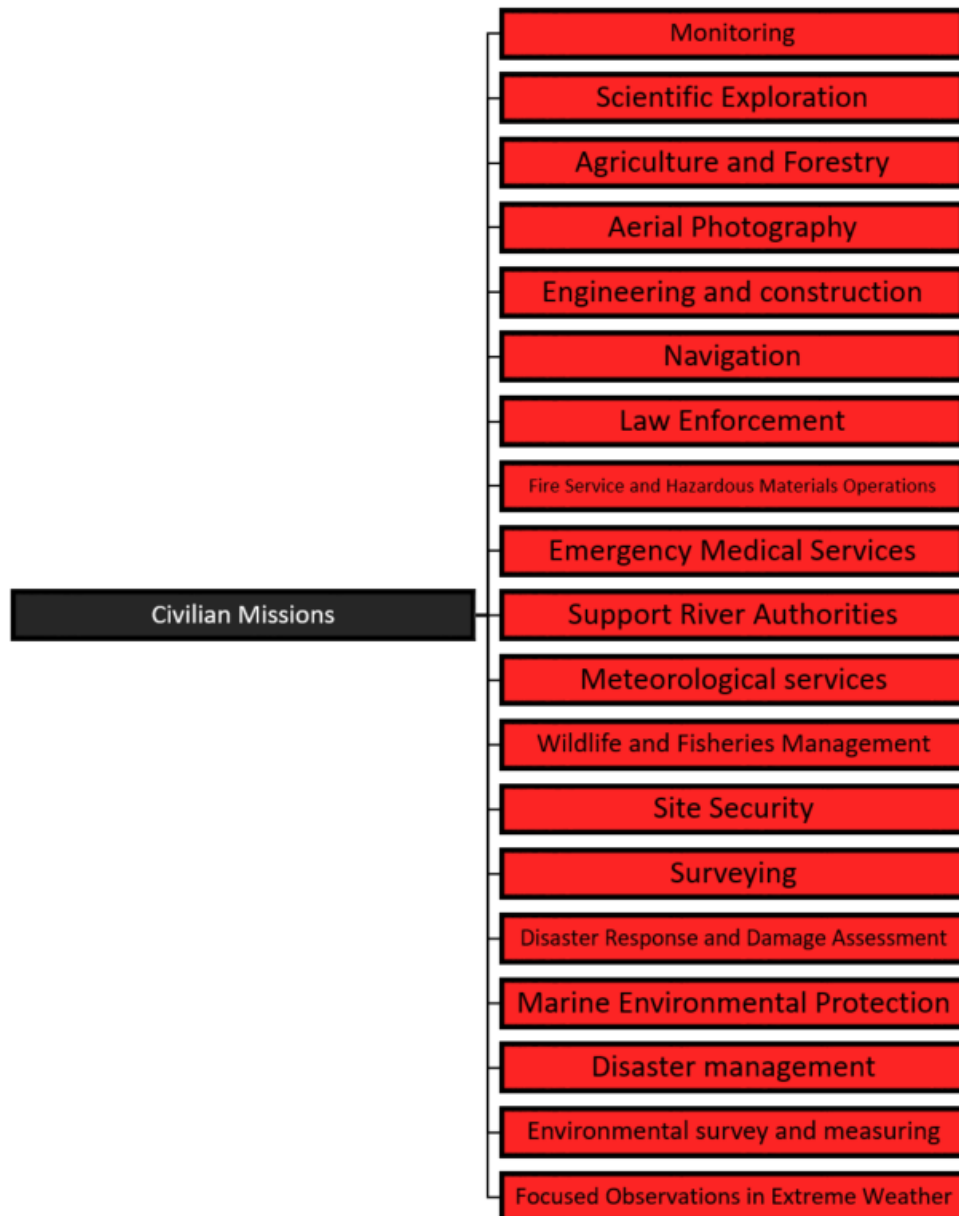 Monitoring
Scientific Exploration
Agriculture and Forestry
Aerial Photography
Engineering and construction
Navigation
Law Enforcement
Fire Service and Hazardous Materials Operations
Emergency Medical Services
Civilian Missions
Support River Authorities
Meteorological services
Wildlife and Fisheries Management
Site Security
Surveying
Disaster Response and Damage Assessment
Marine Environmental Protection
Disaster management
Environmental survey and measuring
Focused Observations in Extreme Weather